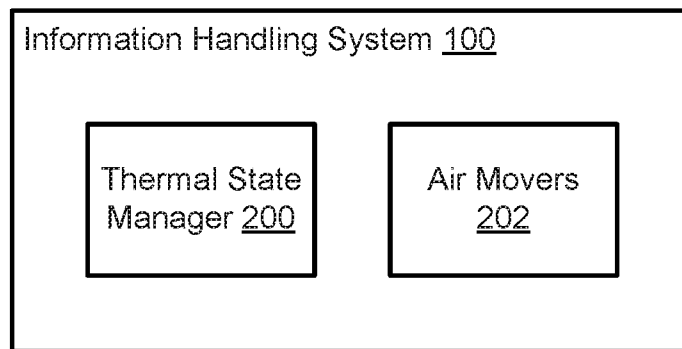 Information Handling System 100
Thermal State
Manager 200
Air Movers
202